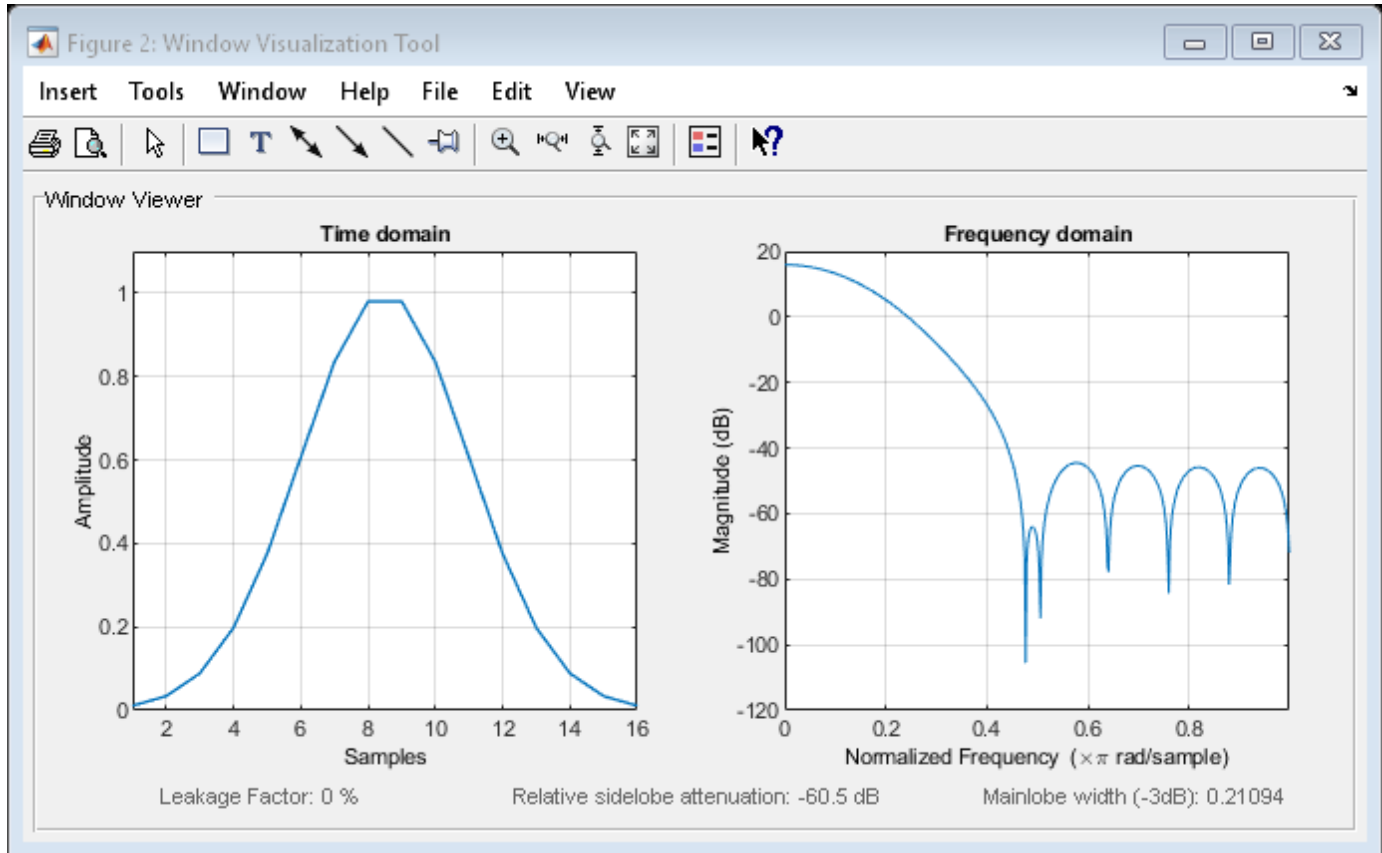 Figure 2: Window Visualization Tool
Insert Tools Window Help File Edit View
T
?
Window Viewer
Time domain
1
0.8
0.6
0.4
0.2
0
2 4 6 8 10 12 14 16
Amplitude
Samples
Frequency domain
20
0
-20
-40
-60
-80
-100
-120
0 0.2 0.4 0.6 0.8
Magnitude (dB)
Normalized Frequency (×π rad/sample)
Leakage Factor: 0 % Relative sidelobe attenuation: -60.5 dB Mainlobe width (-3dB): 0.21094